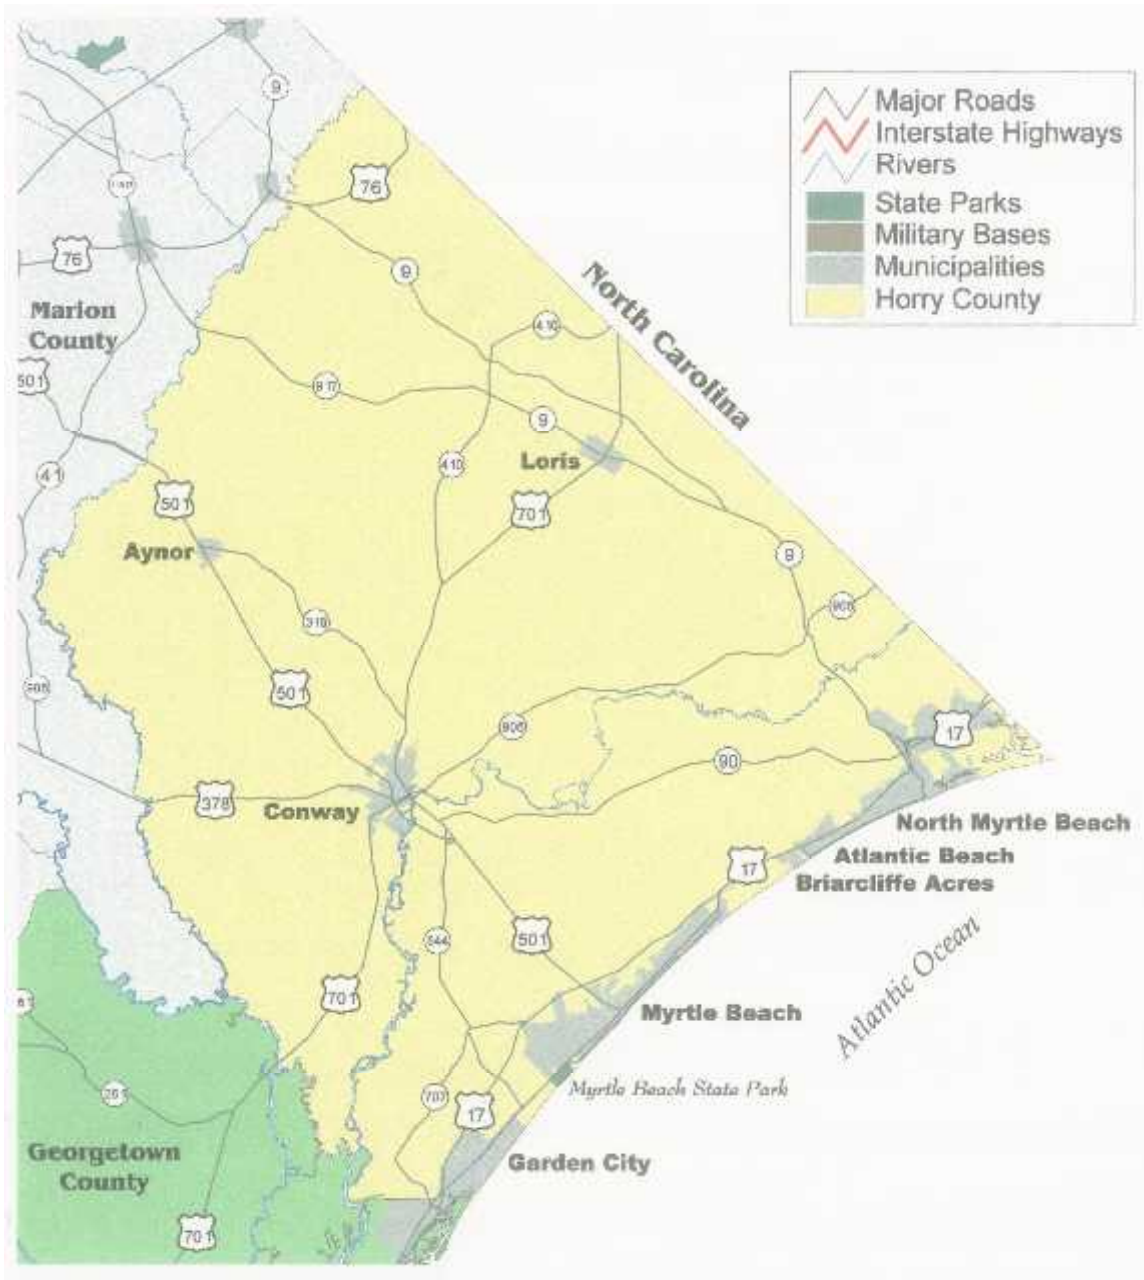 Major Roads
Interstate Highways
Rivers
State Parks
Military Bases
Municipalities
Horry County
9
76
76
9
North Carolina
Marion
County
410
501
917
9
410
Loris
41
501
701
Aynor
9
319
501
905
90
17
378
Conway
North Myrtle Beach
17
Atlantic Beach
Briarcliffe Acres
544
501
Atlantic Ocean
701
Myrtle Beach
Myrtle Beach State Park
261
707
17
Georgetown
County
Garden City
701